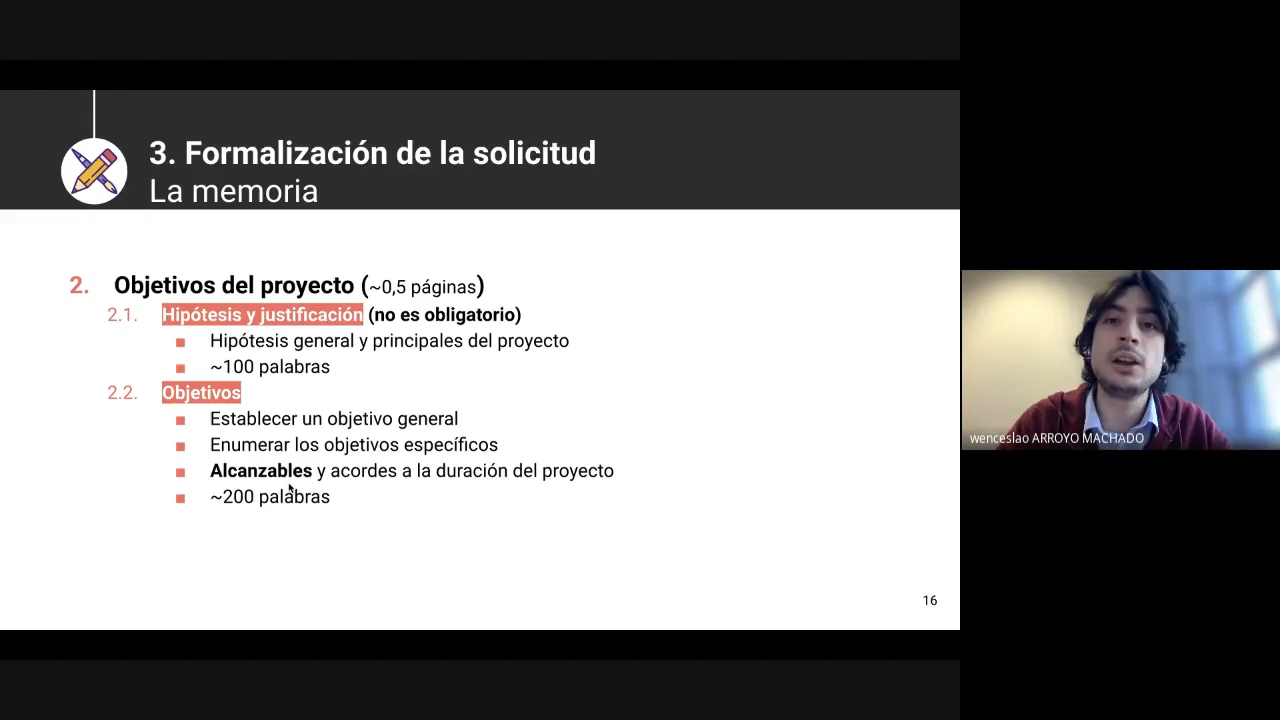 3. Formalización de la solicitud
La memoria
2. Objetivos del proyecto (~0,5 páginas)
2.1. Hipótesis y justificación (no es obligatorio)
■ Hipótesis general y principales del proyecto
■ ~100 palabras
2.2. Objetivos
■ Establecer un objetivo general
■ Enumerar los objetivos específicos
■ Alcanzables y acordes a la duración del proyecto
■ ~200 palabras
16
wenceslao ARROYO MACHADO